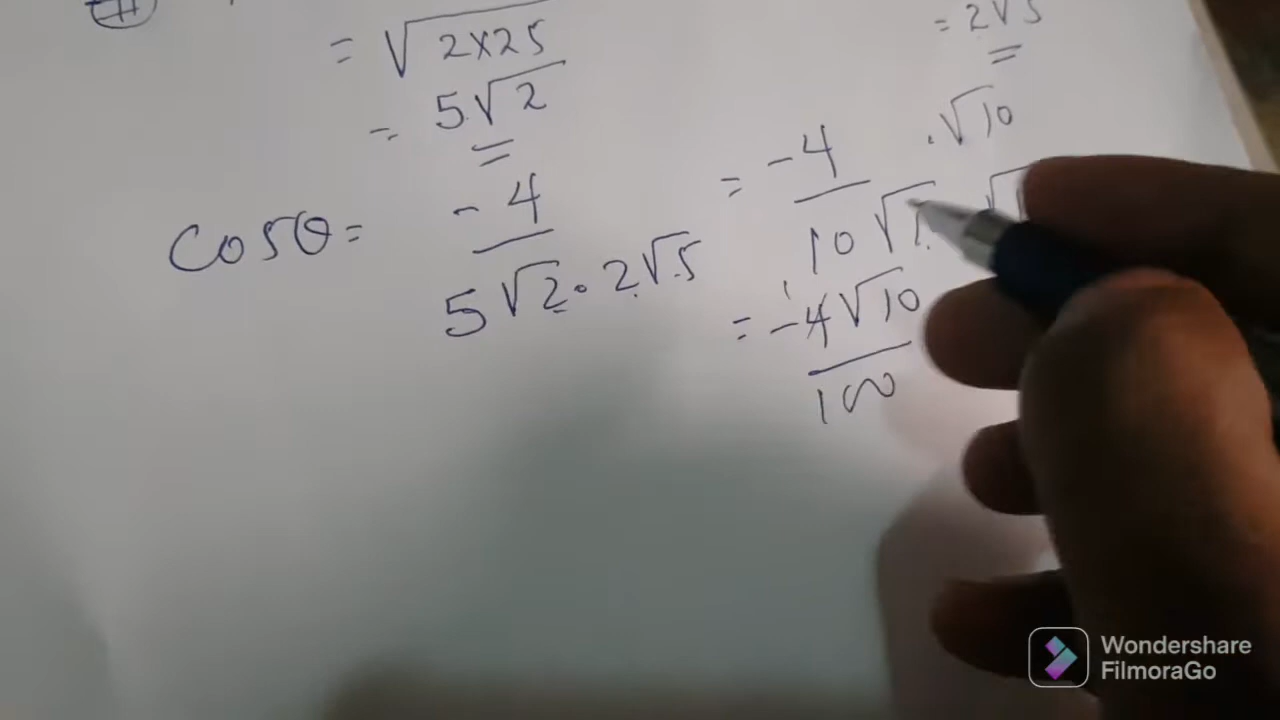 = √2×25
= 5√2
= 2√5
Cosθ = -4 / 5√2 · 2√5
= -4 / 10√ · √10
= -4√10 / 100
Wondershare
FilmoraGo